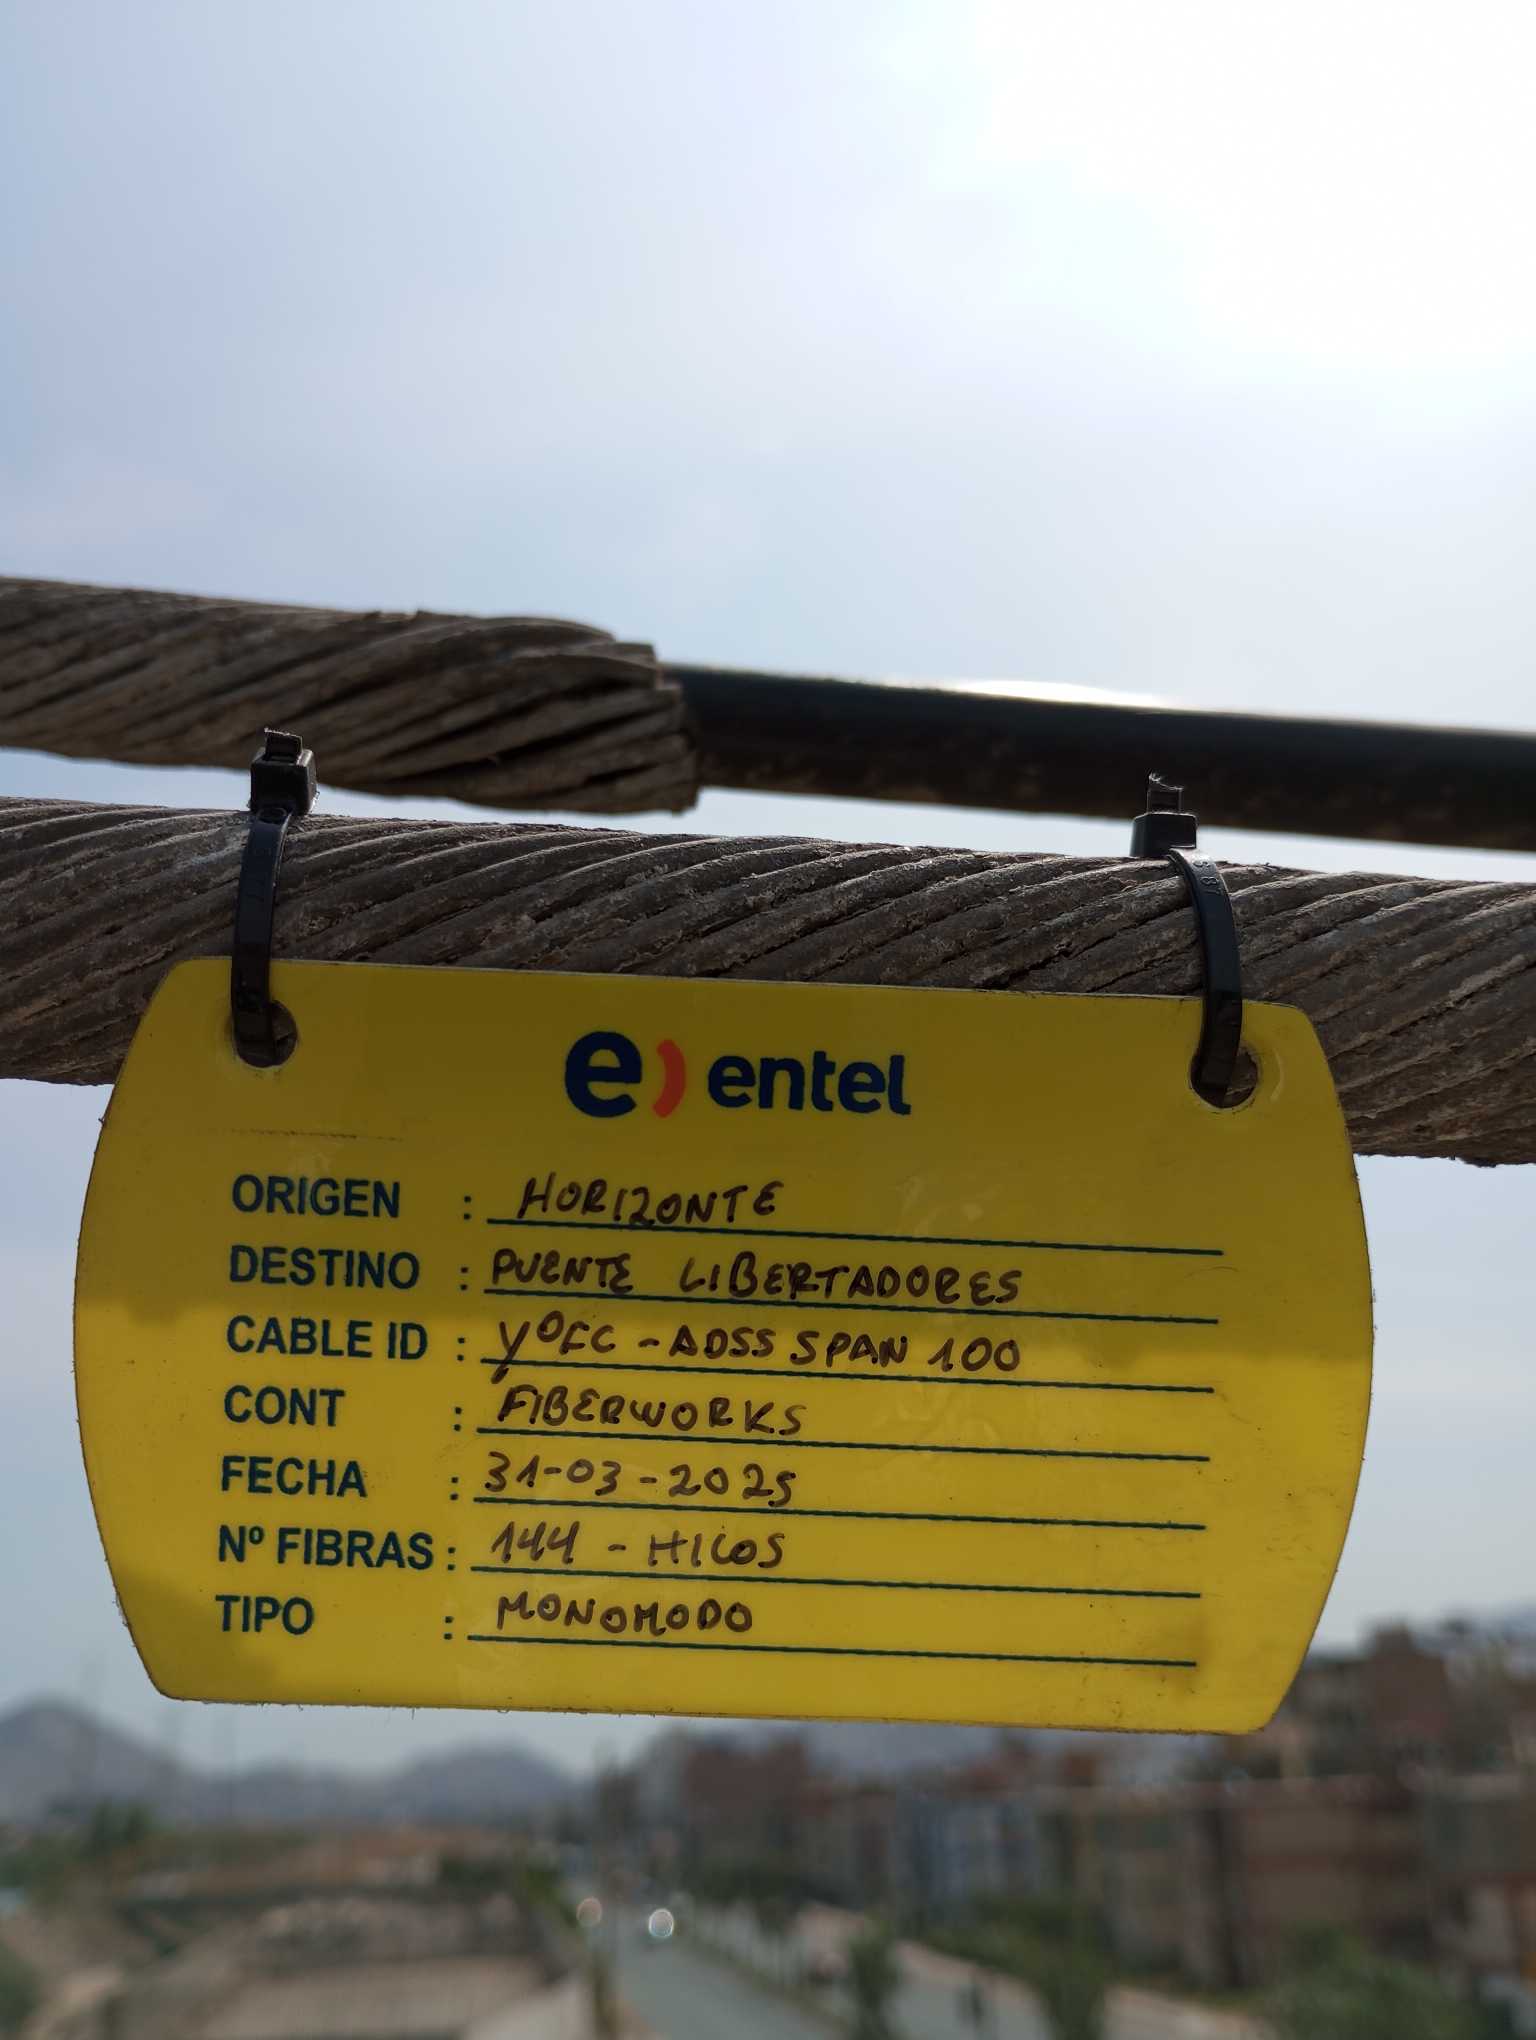 e) entel
ORIGEN : HORIZONTE
DESTINO : PUENTE LIBERTADORES
CABLE ID : YOFC - ADSS SPAN 100
CONT : FIBERWORKS
FECHA : 31-03-2025
Nº FIBRAS : 144 - HILOS
TIPO : MONOMODO